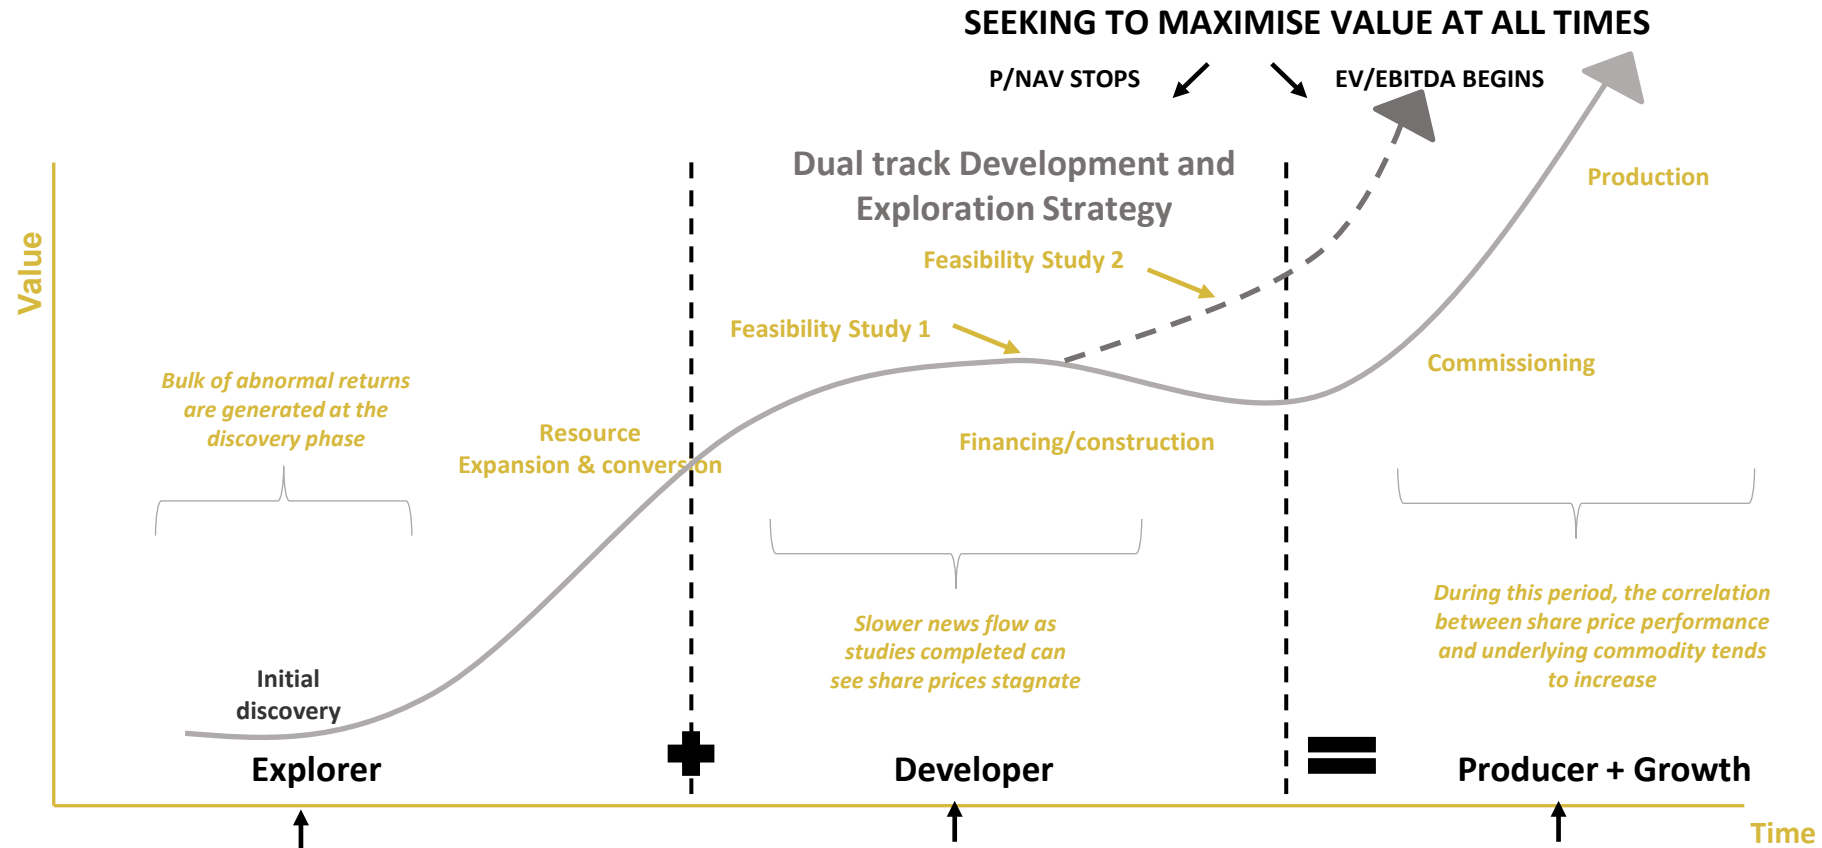 SEEKING TO MAXIMISE VALUE AT ALL TIMES
P/NAV STOPS
EV/EBITDA BEGINS
Dual track Development and
Exploration Strategy
Production
Value
Feasibility Study 2
Feasibility Study 1
Commissioning
Bulk of abnormal returns
are generated at the
discovery phase
Resource
Expansion & conversion
Financing/construction
Slower news flow as
studies completed can
see share prices stagnate
During this period, the correlation
between share price performance
and underlying commodity tends
to increase
Initial
discovery
Explorer
Developer
Producer + Growth
Time